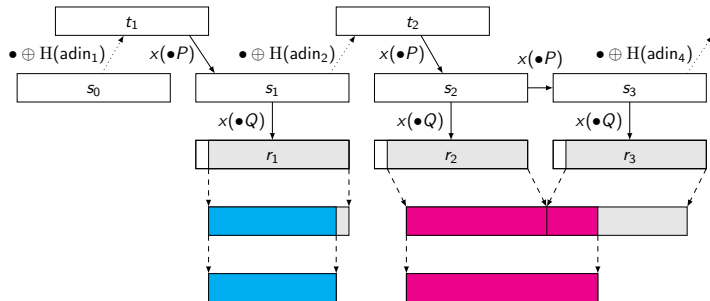 t₁ t₂
• ⊕ H(adin₁) x(•P) • ⊕ H(adin₂) x(•P) x(•P) • ⊕ H(adin₄)
s₀ s₁ s₂ s₃
x(•Q) x(•Q) x(•Q)
r₁ r₂ r₃